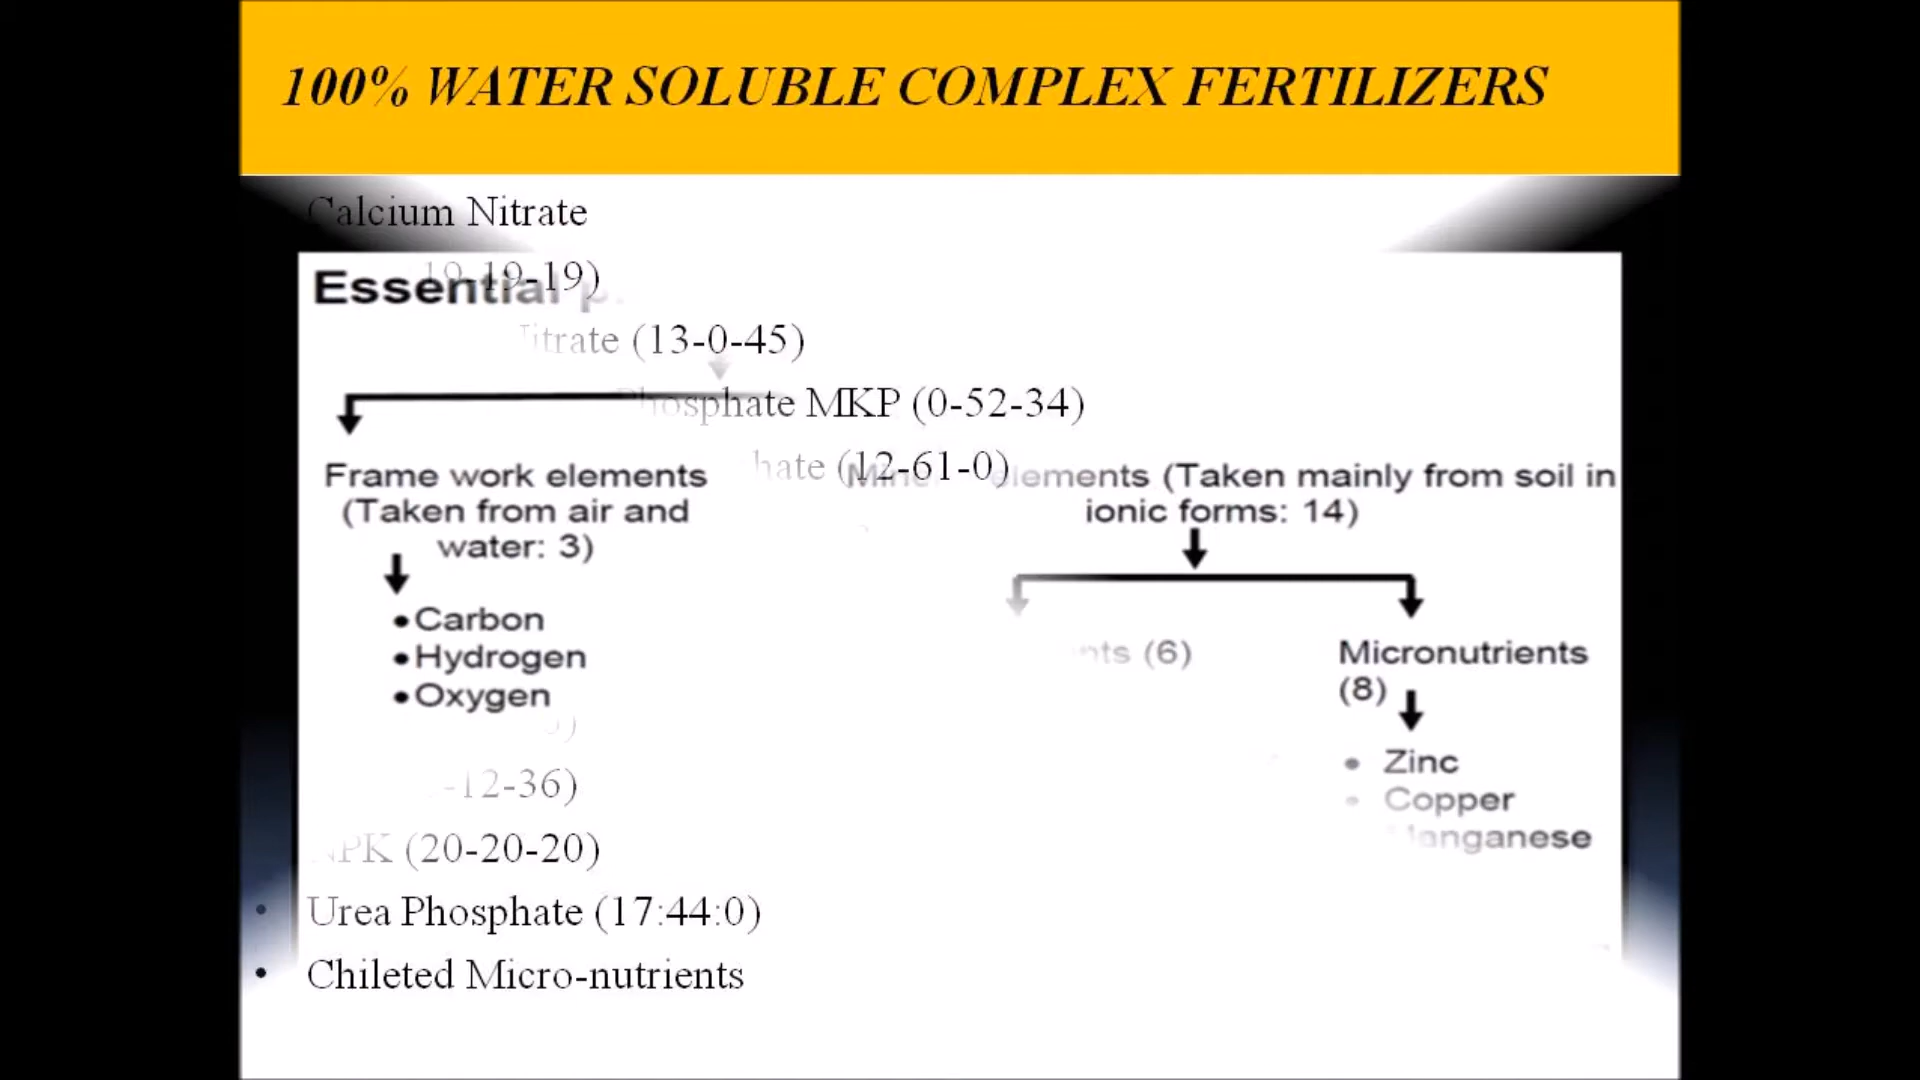 100% WATER SOLUBLE COMPLEX FERTILIZERS
Calcium Nitrate
19-19-19)
Essential
(13-0-45)
Phosphate MKP (0-52-34)
(12-61-0)
Frame work elements
(Taken from air and
water: 3)
elements (Taken mainly from soil in
ionic forms: 14)
• Carbon
• Hydrogen
• Oxygen
(6)
Micronutrients
(8)
• Zinc
• Copper
Manganese
-12-36)
NPK (20-20-20)
• Urea Phosphate (17:44:0)
• Chileted Micro-nutrients